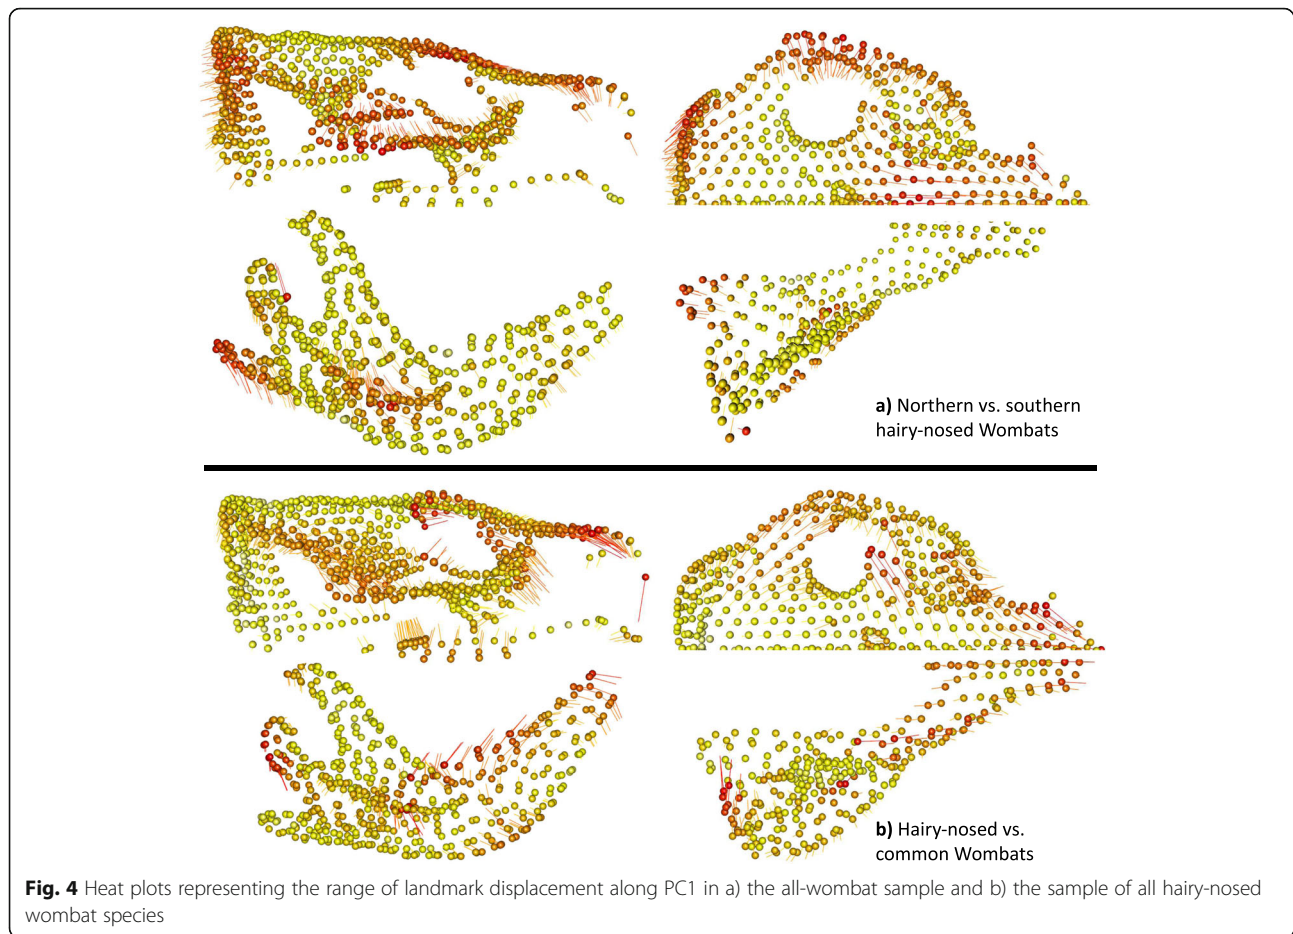 a) Northern vs. southern
hairy-nosed Wombats
b) Hairy-nosed vs.
common Wombats
Fig. 4 Heat plots representing the range of landmark displacement along PC1 in a) the all-wombat sample and b) the sample of all hairy-nosed
wombat species